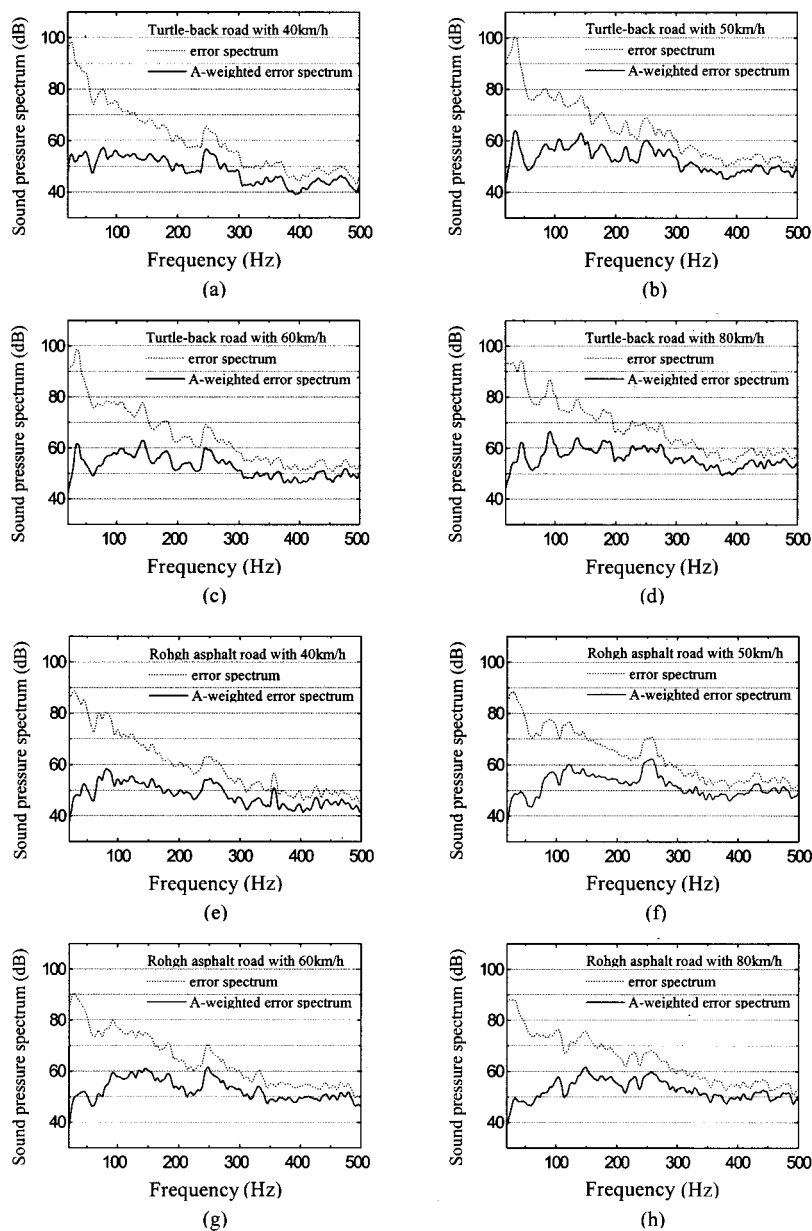 Sound pressure spectrum (dB)
100
80
60
40
Turtle-back road with 40km/h
error spectrum
A-weighted error spectrum
100 200 300 400 500
Frequency (Hz)
(a)
Sound pressure spectrum (dB)
100
80
60
40
Turtle-back road with 50km/h
error spectrum
A-weighted error spectrum
100 200 300 400 500
Frequency (Hz)
(b)
Sound pressure spectrum (dB)
100
80
60
40
Turtle-back road with 60km/h
error spectrum
A-weighted error spectrum
100 200 300 400 500
Frequency (Hz)
(c)
Sound pressure spectrum (dB)
100
80
60
40
Turtle-back road with 80km/h
error spectrum
A-weighted error spectrum
100 200 300 400 500
Frequency (Hz)
(d)
Sound pressure spectrum (dB)
100
80
60
40
Rohgh asphalt road with 40km/h
error spectrum
A-weighted error spectrum
100 200 300 400 500
Frequency (Hz)
(e)
Sound pressure spectrum (dB)
100
80
60
40
Rohgh asphalt road with 50km/h
error spectrum
A-weighted error spectrum
100 200 300 400 500
Frequency (Hz)
(f)
Sound pressure spectrum (dB)
100
80
60
40
Rohgh asphalt road with 60km/h
error spectrum
A-weighted error spectrum
100 200 300 400 500
Frequency (Hz)
(g)
Sound pressure spectrum (dB)
100
80
60
40
Rohgh asphalt road with 80km/h
error spectrum
A-weighted error spectrum
100 200 300 400 500
Frequency (Hz)
(h)